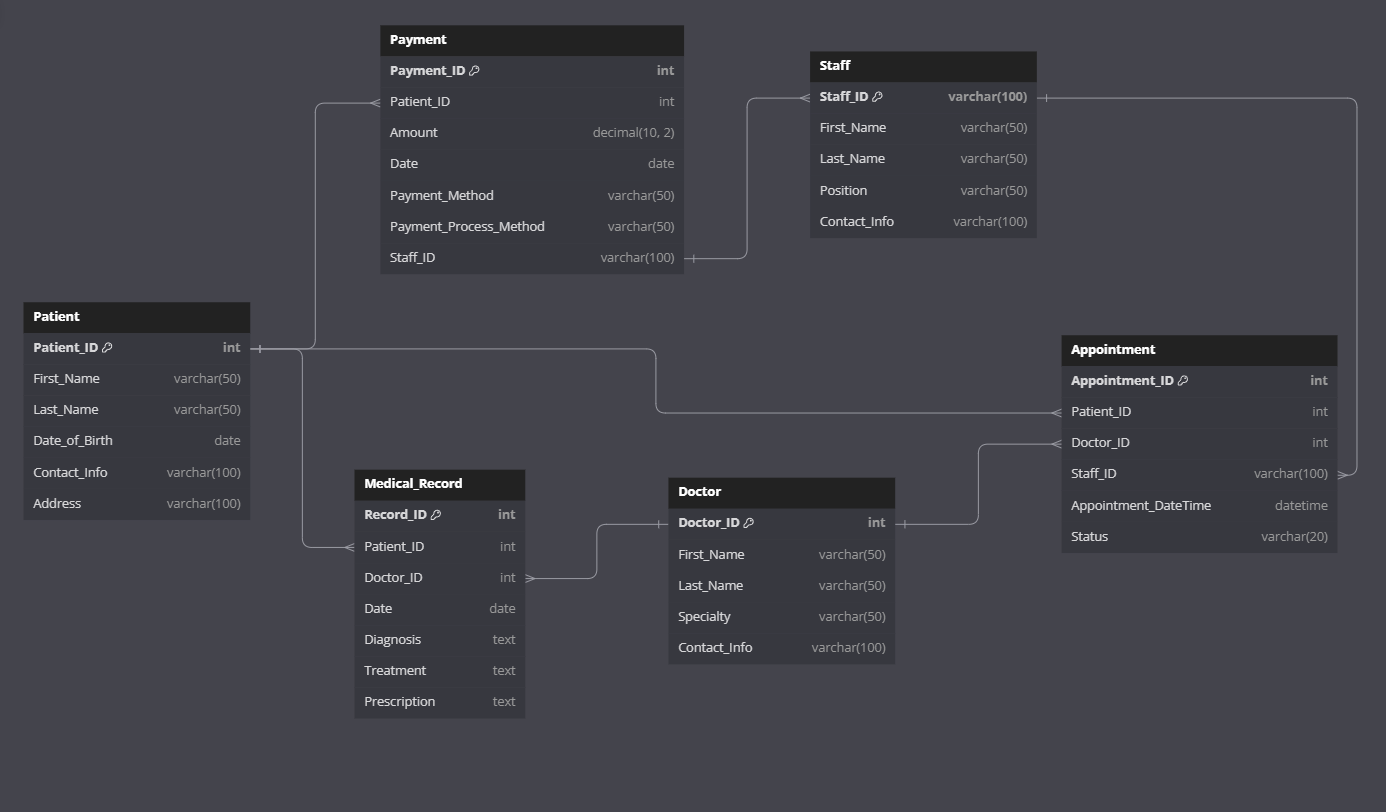 Payment
Payment_ID int
Patient_ID int
Amount decimal(10, 2)
Date date
Payment_Method varchar(50)
Payment_Process_Method varchar(50)
Staff_ID varchar(100)
Staff
Staff_ID varchar(100)
First_Name varchar(50)
Last_Name varchar(50)
Position varchar(50)
Contact_Info varchar(100)
Patient
Patient_ID int
First_Name varchar(50)
Last_Name varchar(50)
Date_of_Birth date
Contact_Info varchar(100)
Address varchar(100)
Appointment
Appointment_ID int
Patient_ID int
Doctor_ID int
Staff_ID varchar(100)
Appointment_DateTime datetime
Status varchar(20)
Medical_Record
Record_ID int
Patient_ID int
Doctor_ID int
Date date
Diagnosis text
Treatment text
Prescription text
Doctor
Doctor_ID int
First_Name varchar(50)
Last_Name varchar(50)
Specialty varchar(50)
Contact_Info varchar(100)